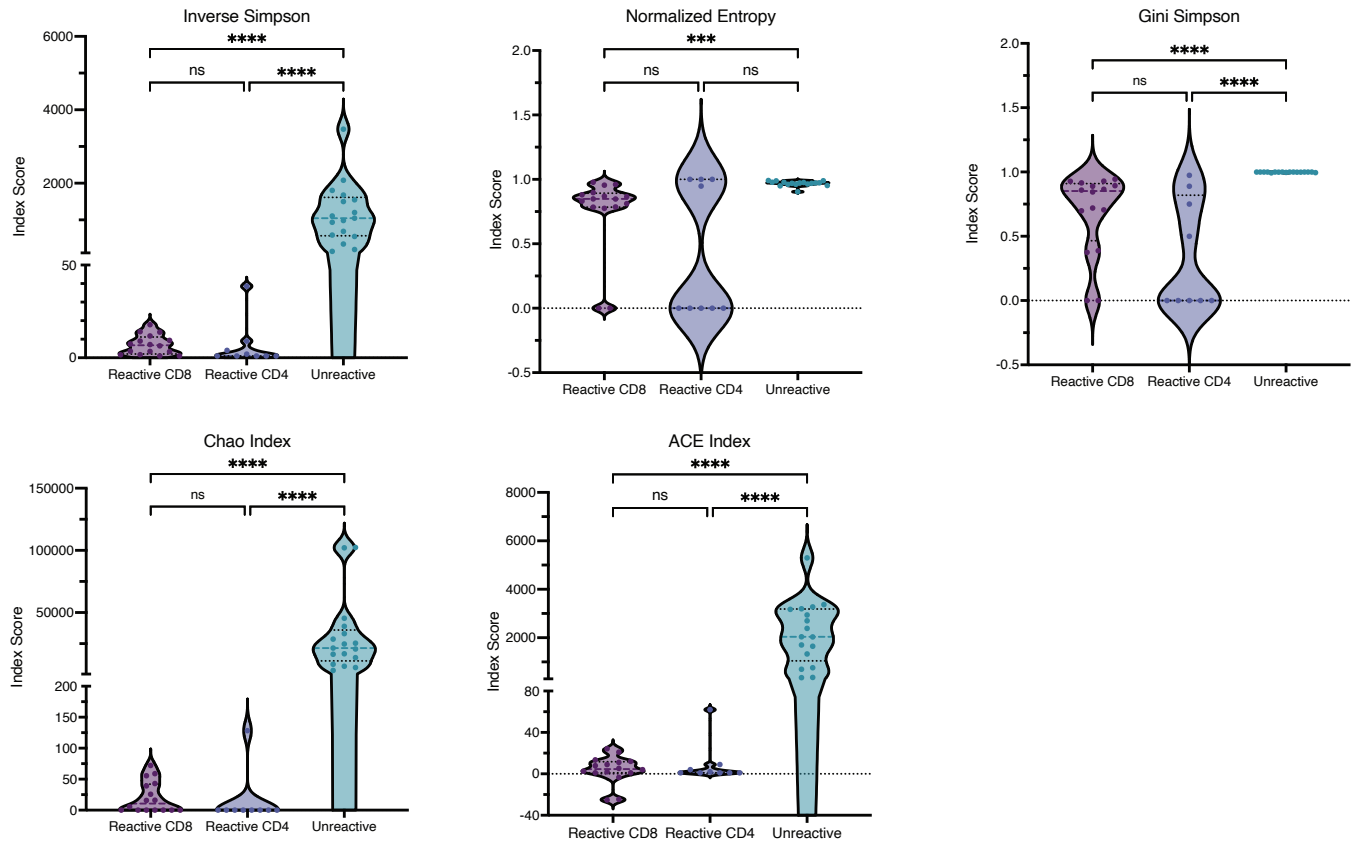 Inverse Simpson
****
ns
****
6000
4000
2000
50
0
Index Score
Reactive CD8
Reactive CD4
Unreactive
Normalized Entropy
***
ns
ns
2.0
1.5
1.0
0.5
0.0
-0.5
Index Score
Reactive CD8
Reactive CD4
Unreactive
Gini Simpson
****
ns
****
2.0
1.5
1.0
0.5
0.0
-0.5
Index Score
Reactive CD8
Reactive CD4
Unreactive
Chao Index
****
ns
****
150000
100000
50000
200
150
100
50
0
Index Score
Reactive CD8
Reactive CD4
Unreactive
ACE Index
****
ns
****
8000
6000
4000
2000
80
40
0
-40
Index Score
Reactive CD8
Reactive CD4
Unreactive